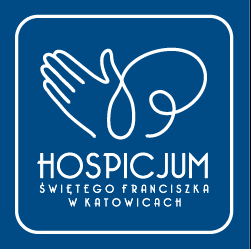 HOSPICJUM
ŚWIĘTEGO FRANCISZKA
W KATOWICACH